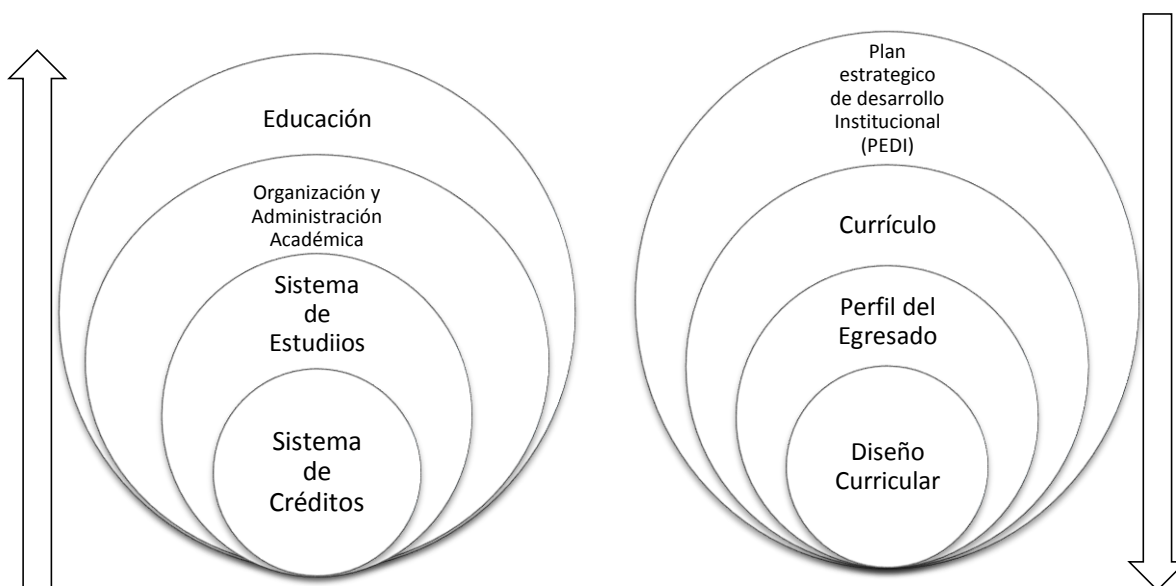 Educación
Organización y
Administración
Académica
Sistema
de
Estudiios
Sistema
de
Créditos
Plan
estrategico
de desarrollo
Institucional
(PEDI)
Currículo
Perfil del
Egresado
Diseño
Curricular